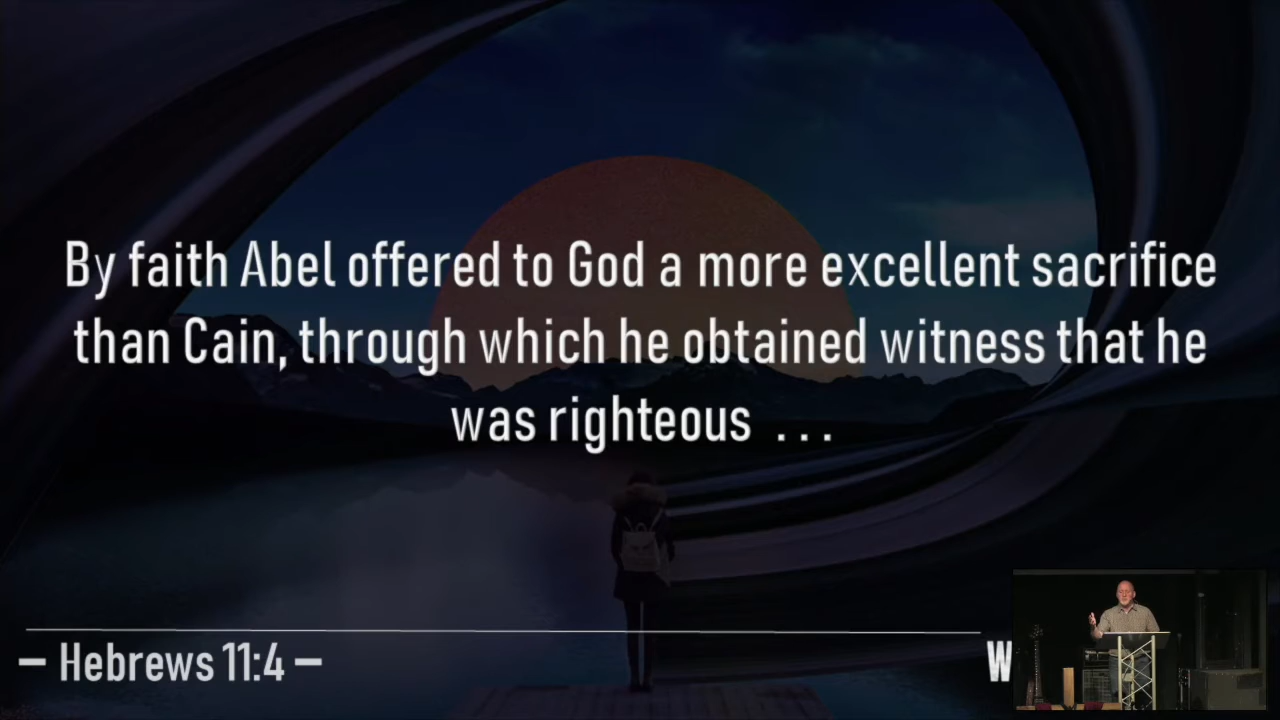 By faith Abel offered to God a more excellent sacrifice
than Cain, through which he obtained witness that he
was righteous . . .
– Hebrews 11:4 –